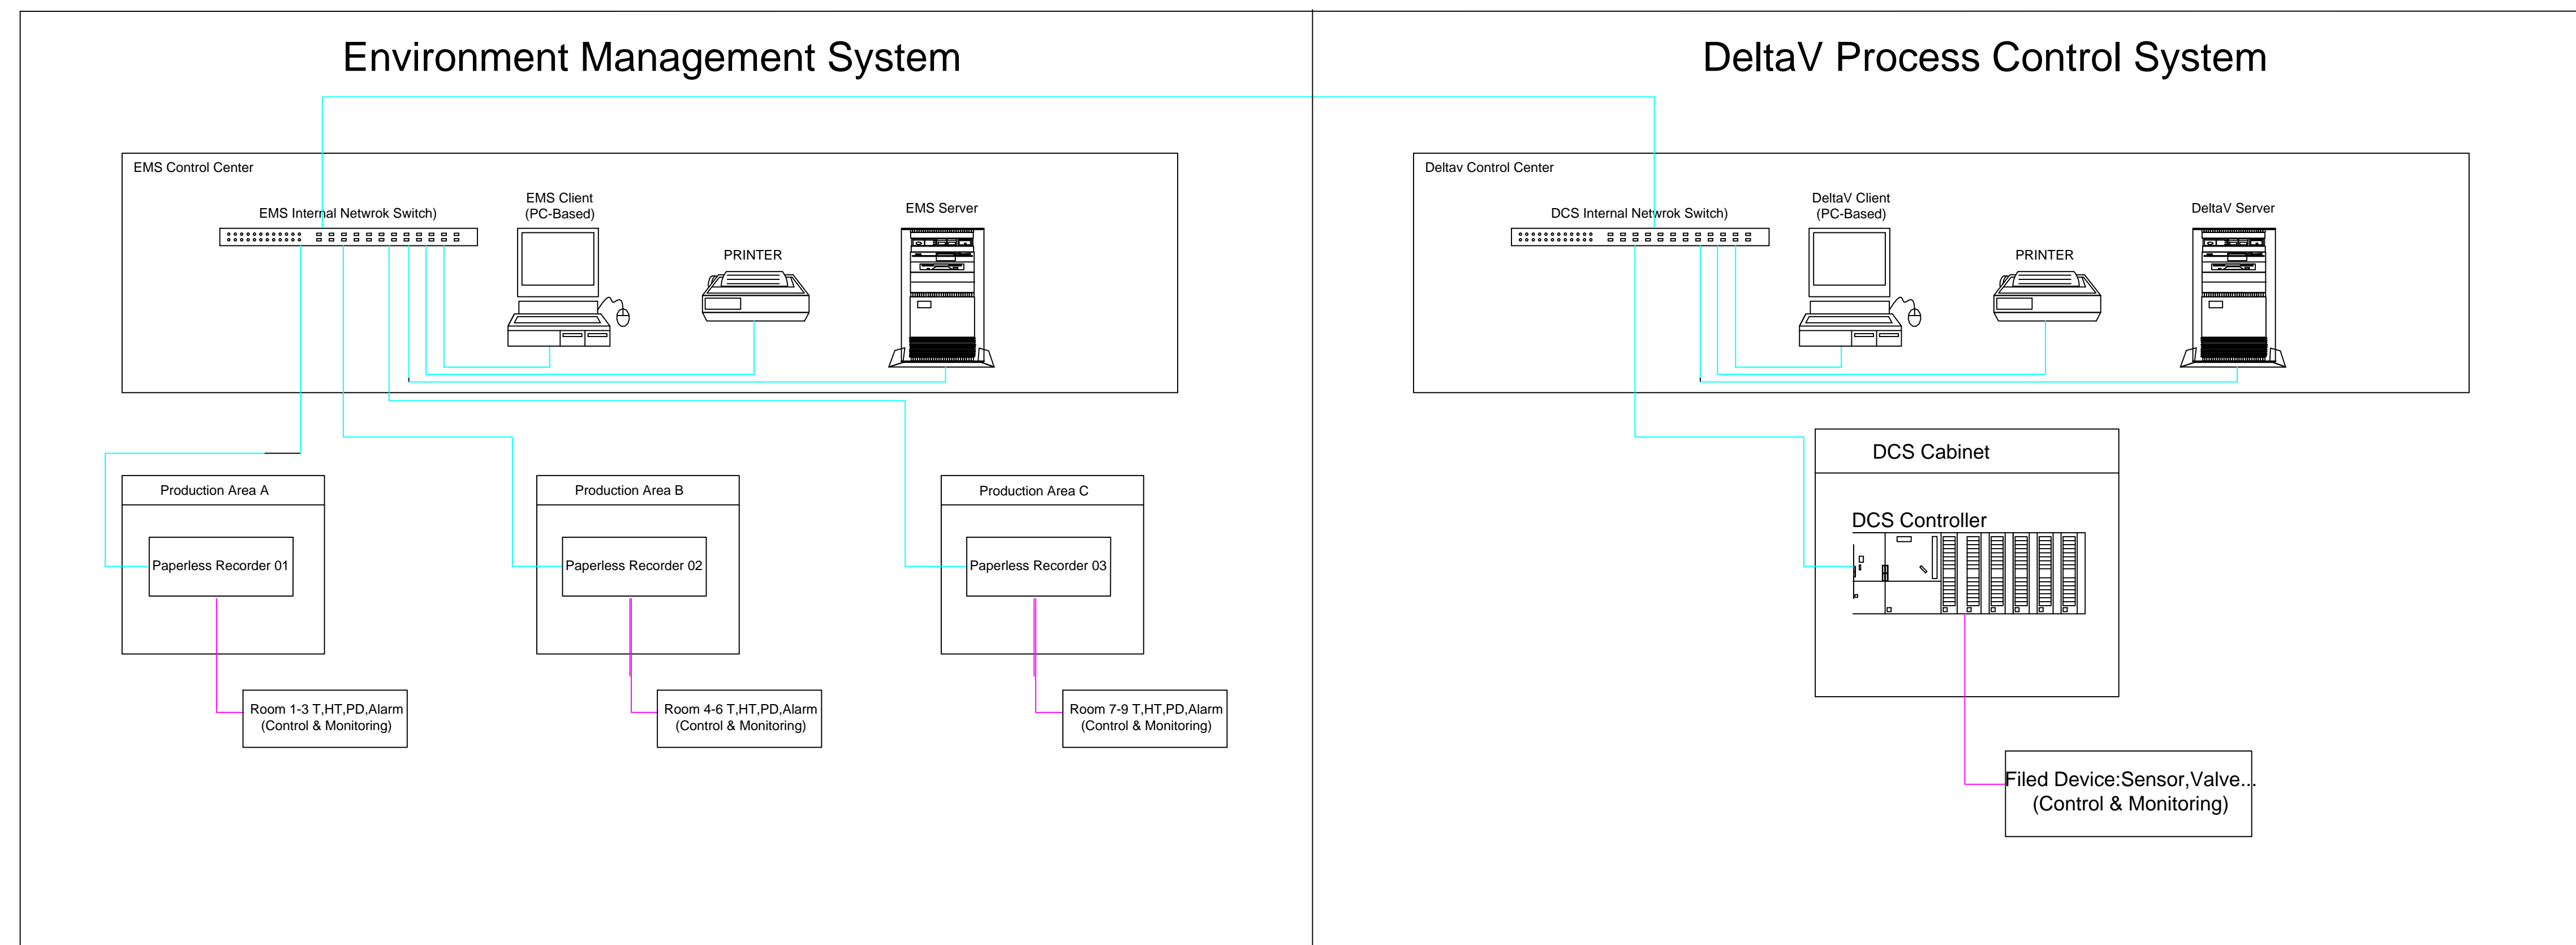 Environment Management System
DeltaV Process Control System
EMS Control Center
EMS Internal Netwrok Switch)
EMS Client
(PC-Based)
PRINTER
EMS Server
Deltav Control Center
DCS Internal Netwrok Switch)
DeltaV Client
(PC-Based)
PRINTER
DeltaV Server
Production Area A
Paperless Recorder 01
Room 1-3 T,HT,PD,Alarm
(Control & Monitoring)
Production Area B
Paperless Recorder 02
Room 4-6 T,HT,PD,Alarm
(Control & Monitoring)
Production Area C
Paperless Recorder 03
Room 7-9 T,HT,PD,Alarm
(Control & Monitoring)
DCS Cabinet
DCS Controller
Filed Device:Sensor,Valve...
(Control & Monitoring)